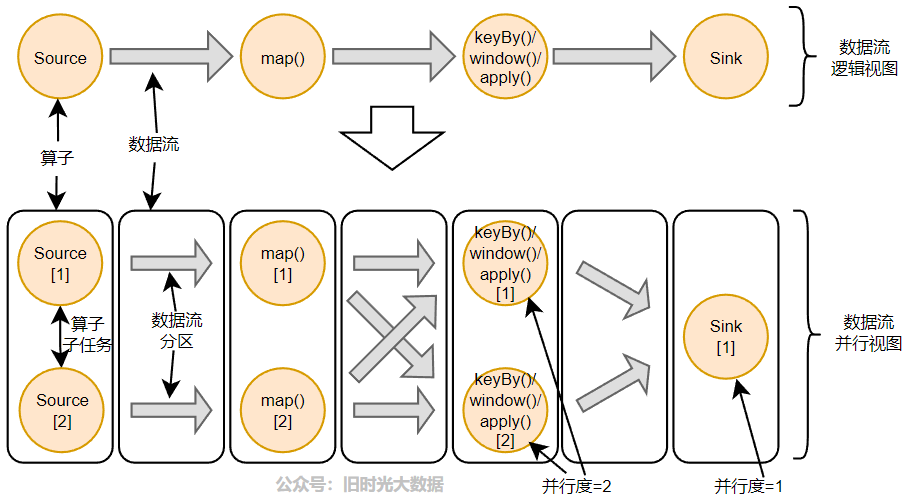 Source
map()
keyBy()/
window()/
apply()
Sink
数据流
逻辑视图
算子
数据流
Source
[1]
map()
[1]
keyBy()/
window()/
apply()
[1]
算子
子任务
数据流
分区
Sink
[1]
数据流
并行视图
Source
[2]
map()
[2]
keyBy()/
window()/
apply()
[2]
公众号：旧时光大数据
并行度=2
并行度=1